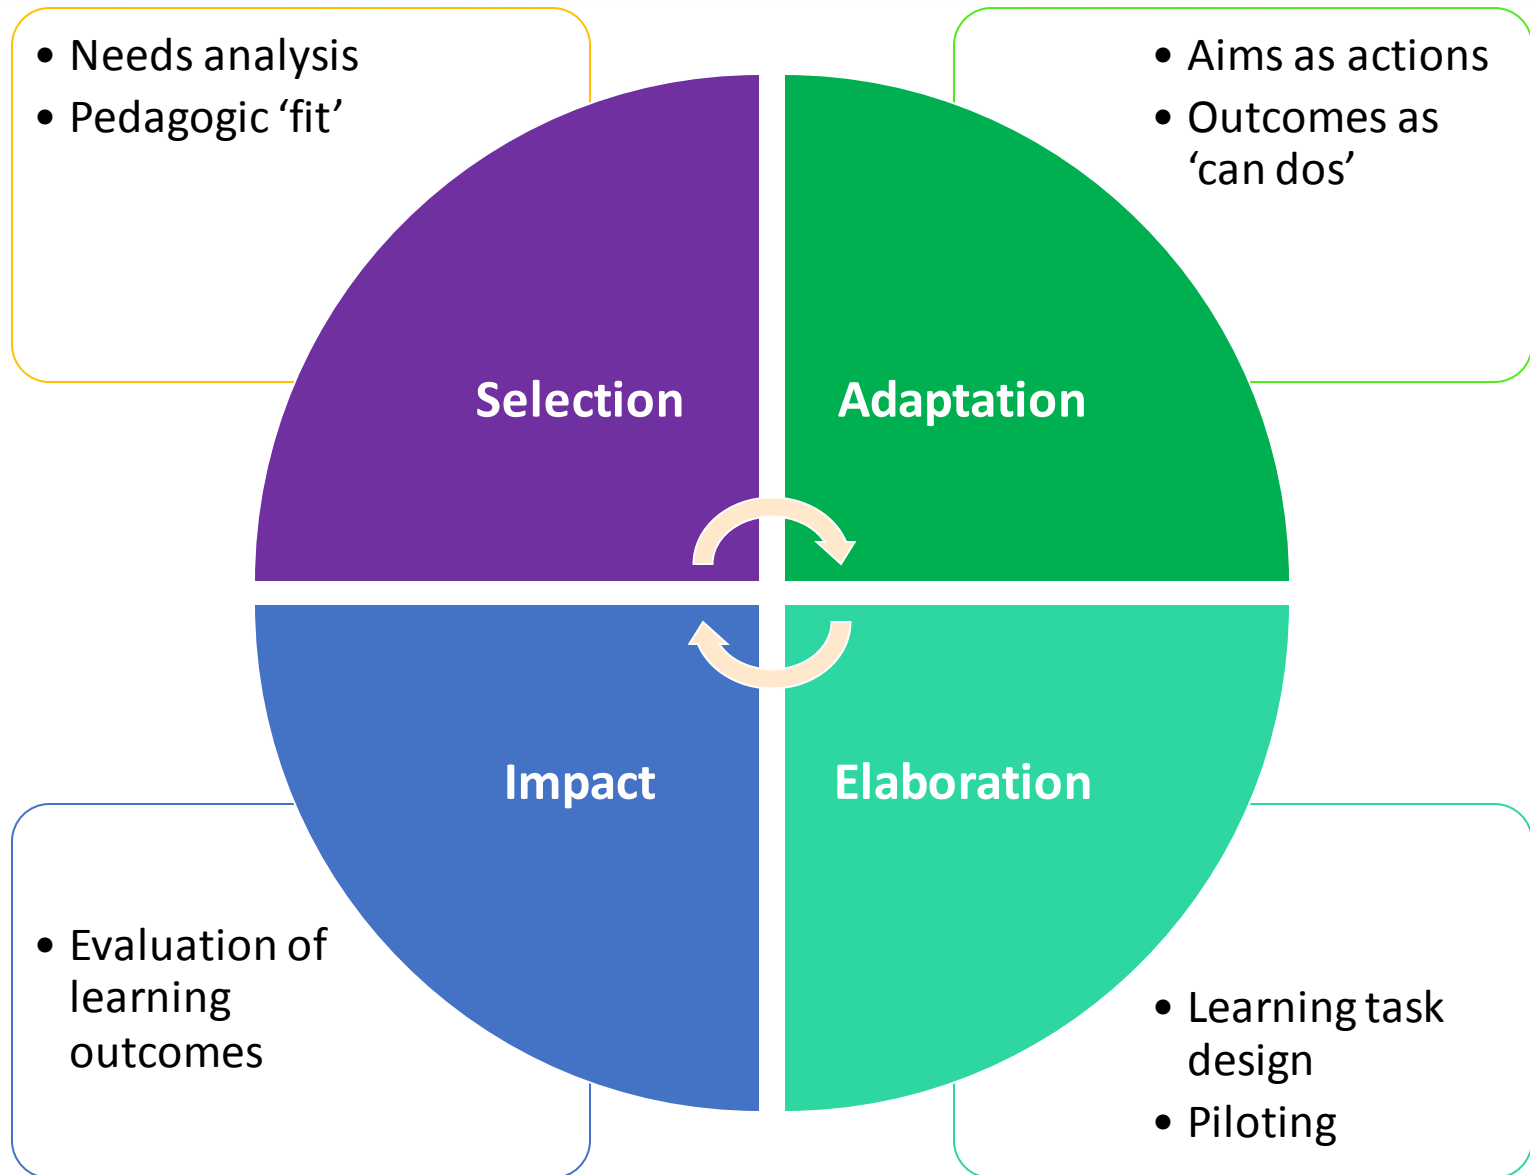 • Needs analysis
• Pedagogic ‘fit’
• Aims as actions
• Outcomes as
‘can dos’
Selection
Adaptation
Impact
Elaboration
• Evaluation of
learning
outcomes
• Learning task
design
• Piloting